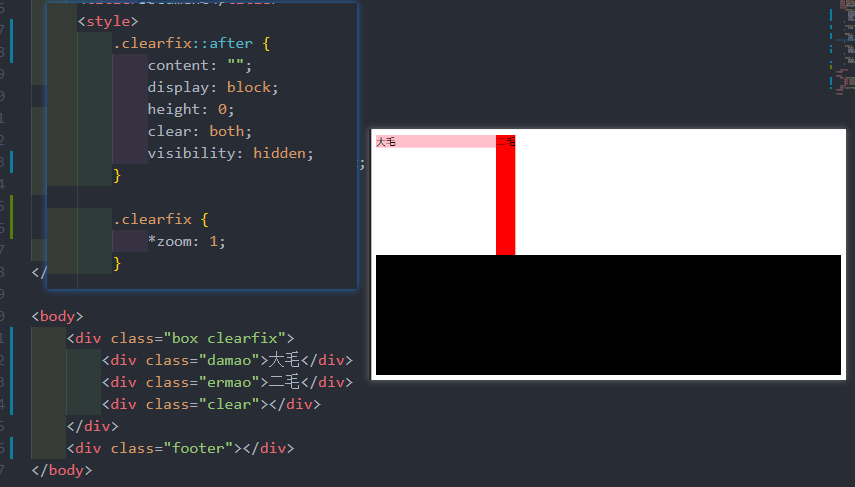 <style>
.clearfix::after {
content: "";
display: block;
height: 0;
clear: both;
visibility: hidden;
}
.clearfix {
*zoom: 1;
}
</
<body>
<div class="box clearfix">
<div class="damao">大毛</div>
<div class="ermao">二毛</div>
<div class="clear"></div>
</div>
<div class="footer"></div>
</body>
大毛
二毛